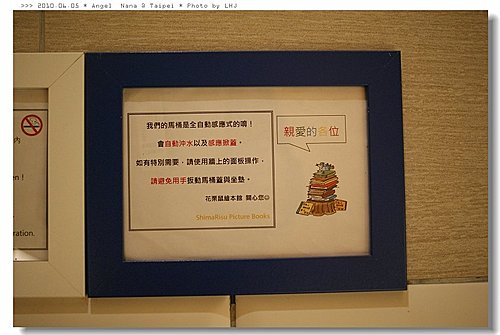 >>> 2010.06.05 * Angel Nana @ Taipei * Photo by LHJ
我們的馬桶是全自動感應式的唷！
會自動沖水以及感應掀蓋。
如有特別需要，請使用牆上的面板操作，
請避免用手扳動馬桶蓋與坐墊。
花栗鼠繪本館 關心您☺
ShimaRisu Picture Books
親愛的各位
內
en !
ration.